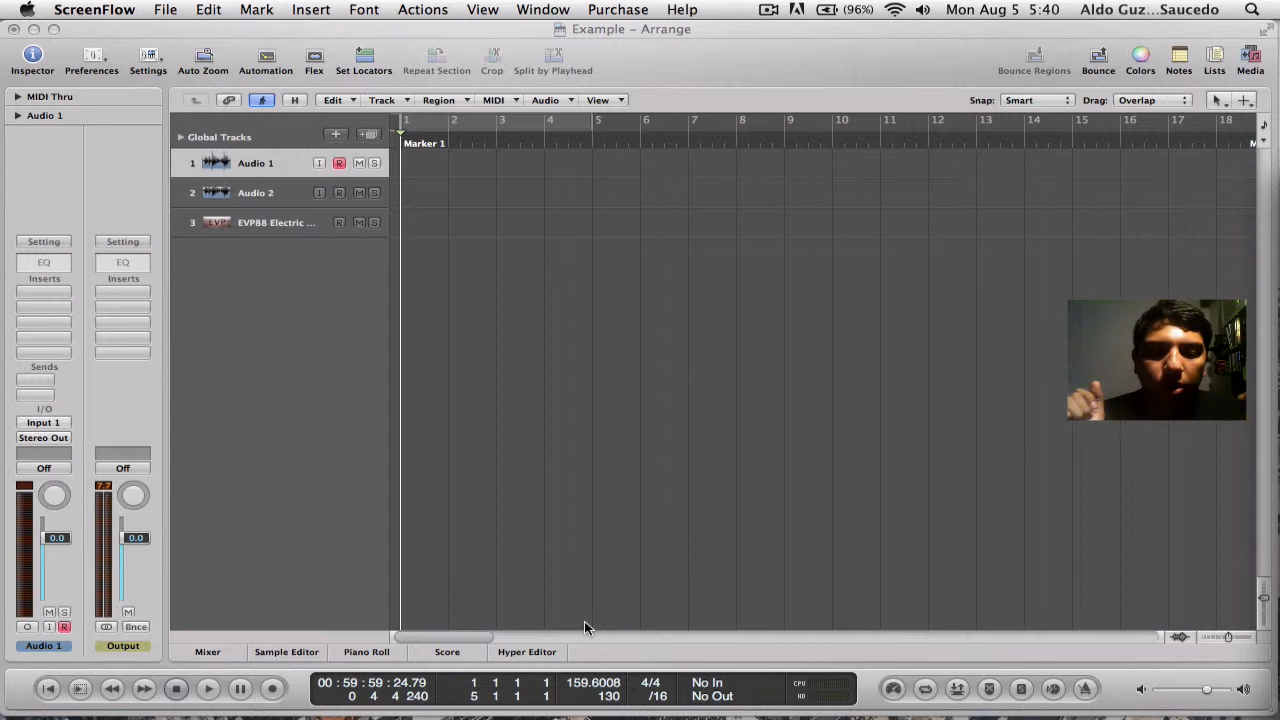 ScreenFlow File Edit Mark Insert Font Actions View Window Purchase Help (96%) Mon Aug 5 5:40 Aldo Guz...Saucedo
Example – Arrange
Inspector Preferences Settings Auto Zoom Automation Flex Set Locators Repeat Section Crop Split by Playhead Bounce Regions Bounce Colors Notes Lists Media
MIDI Thru
H Edit Track Region MIDI Audio View Snap: Smart Drag: Overlap
Audio 1
1 2 3 4 5 6 7 8 9 10 11 12 13 14 15 16 17 18
Global Tracks
Marker 1 M
1 Audio 1 I R M S
2 Audio 2 I R M S
3 EVP EVP88 Electric ... R M S
Setting Setting
EQ EQ
Inserts Inserts
Sends
I/O
Input 1
Stereo Out
Off Off
7.7
0.0 0.0
M S M
O I R Bnce
Audio 1 Output
Mixer Sample Editor Piano Roll Score Hyper Editor
00 : 59 : 59 : 24.79 1 1 1 1 159.6008 4/4 No In CPU
0 4 4 240 5 1 1 1 130 /16 No Out HD
S